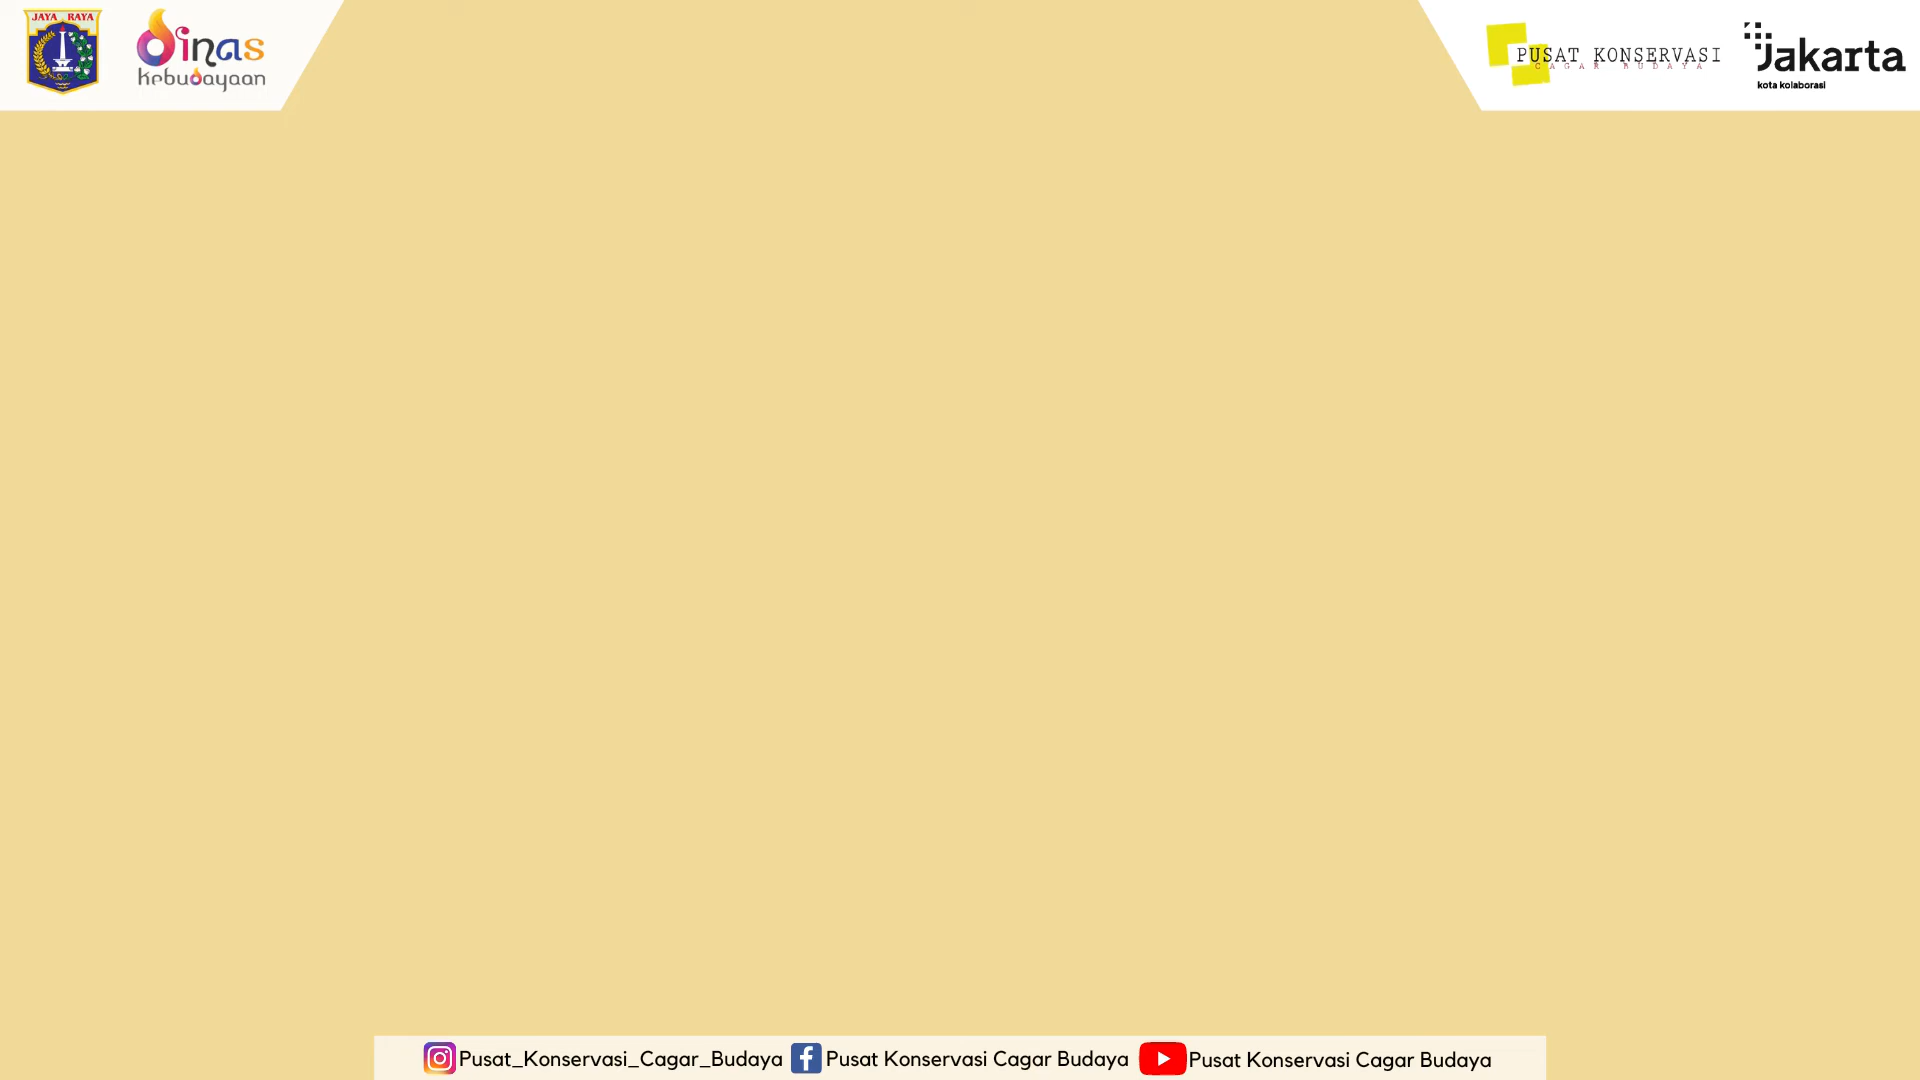 JAYA RAYA
Dinas
Kebudayaan
PUSAT KONSERVASI
CAGAR BUDAYA
Jakarta
kota kolaborasi
Pusat_Konservasi_Cagar_Budaya Pusat Konservasi Cagar Budaya Pusat Konservasi Cagar Budaya